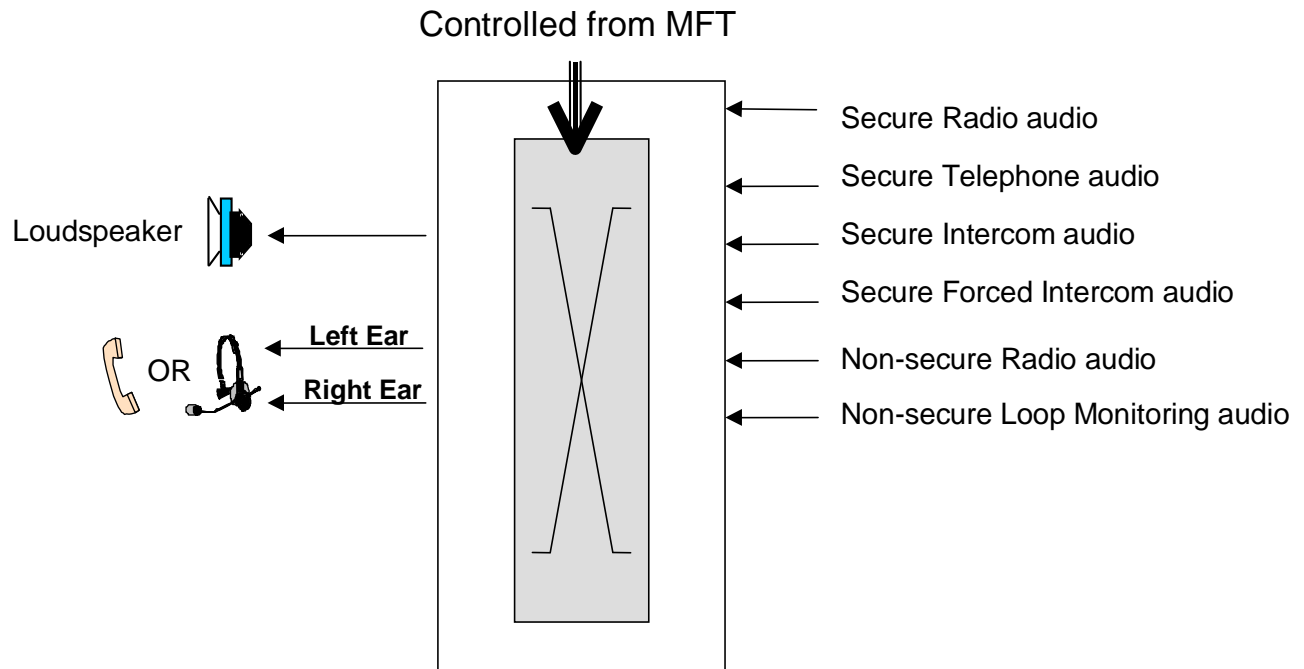 Controlled from MFT
Secure Radio audio
Secure Telephone audio
Loudspeaker
Secure Intercom audio
Secure Forced Intercom audio
Left Ear
OR
Right Ear
Non-secure Radio audio
Non-secure Loop Monitoring audio